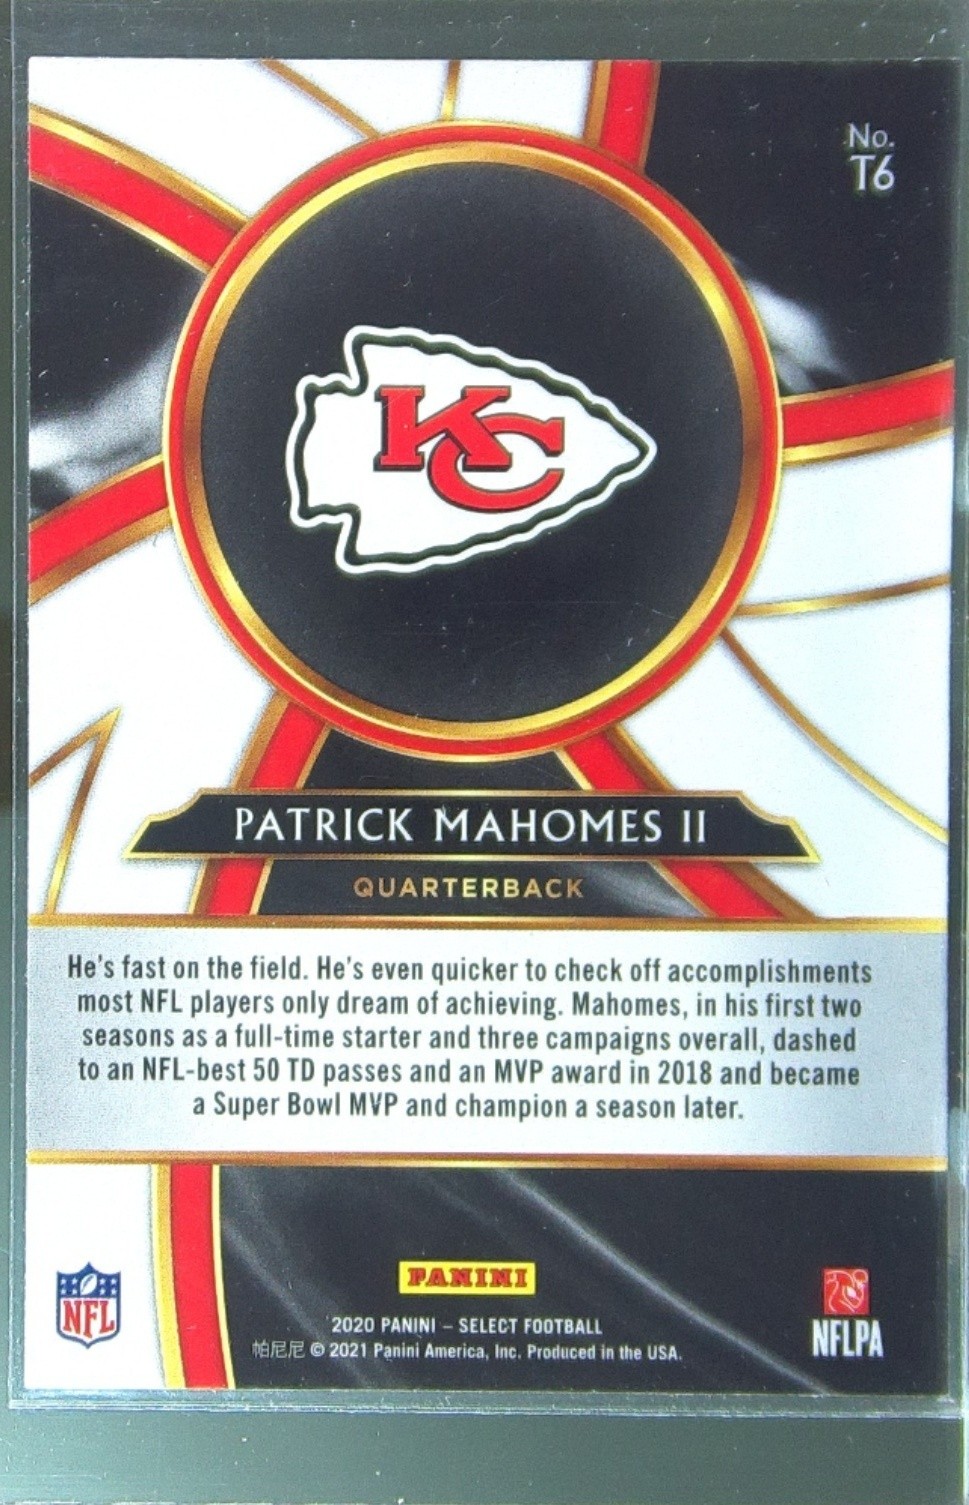 No.
T6
KC
PATRICK MAHOMES II
QUARTERBACK
He's fast on the field. He's even quicker to check off accomplishments
most NFL players only dream of achieving. Mahomes, in his first two
seasons as a full-time starter and three campaigns overall, dashed
to an NFL-best 50 TD passes and an MVP award in 2018 and became
a Super Bowl MVP and champion a season later.
NFL
PANINI
2020 PANINI – SELECT FOOTBALL
帕尼尼 © 2021 Panini America, Inc. Produced in the USA.
NFLPA